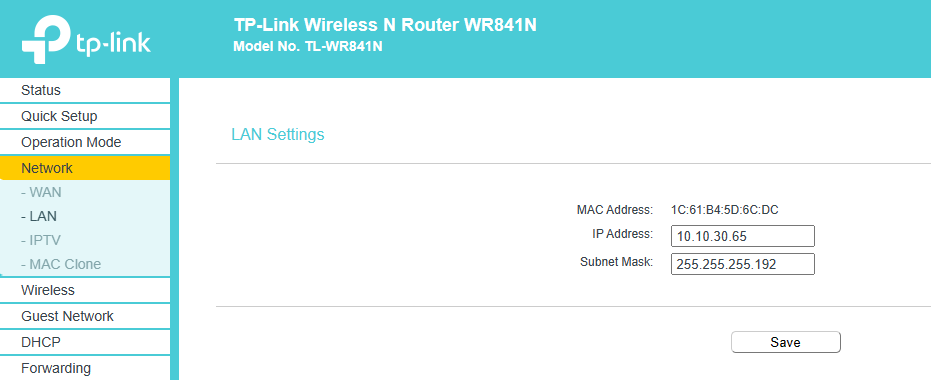 tp-link
TP-Link Wireless N Router WR841N
Model No. TL-WR841N
Status
Quick Setup
Operation Mode
Network
- WAN
- LAN
- IPTV
- MAC Clone
Wireless
Guest Network
DHCP
Forwarding
LAN Settings
MAC Address: 1C:61:B4:5D:6C:DC
IP Address: 10.10.30.65
Subnet Mask: 255.255.255.192
Save